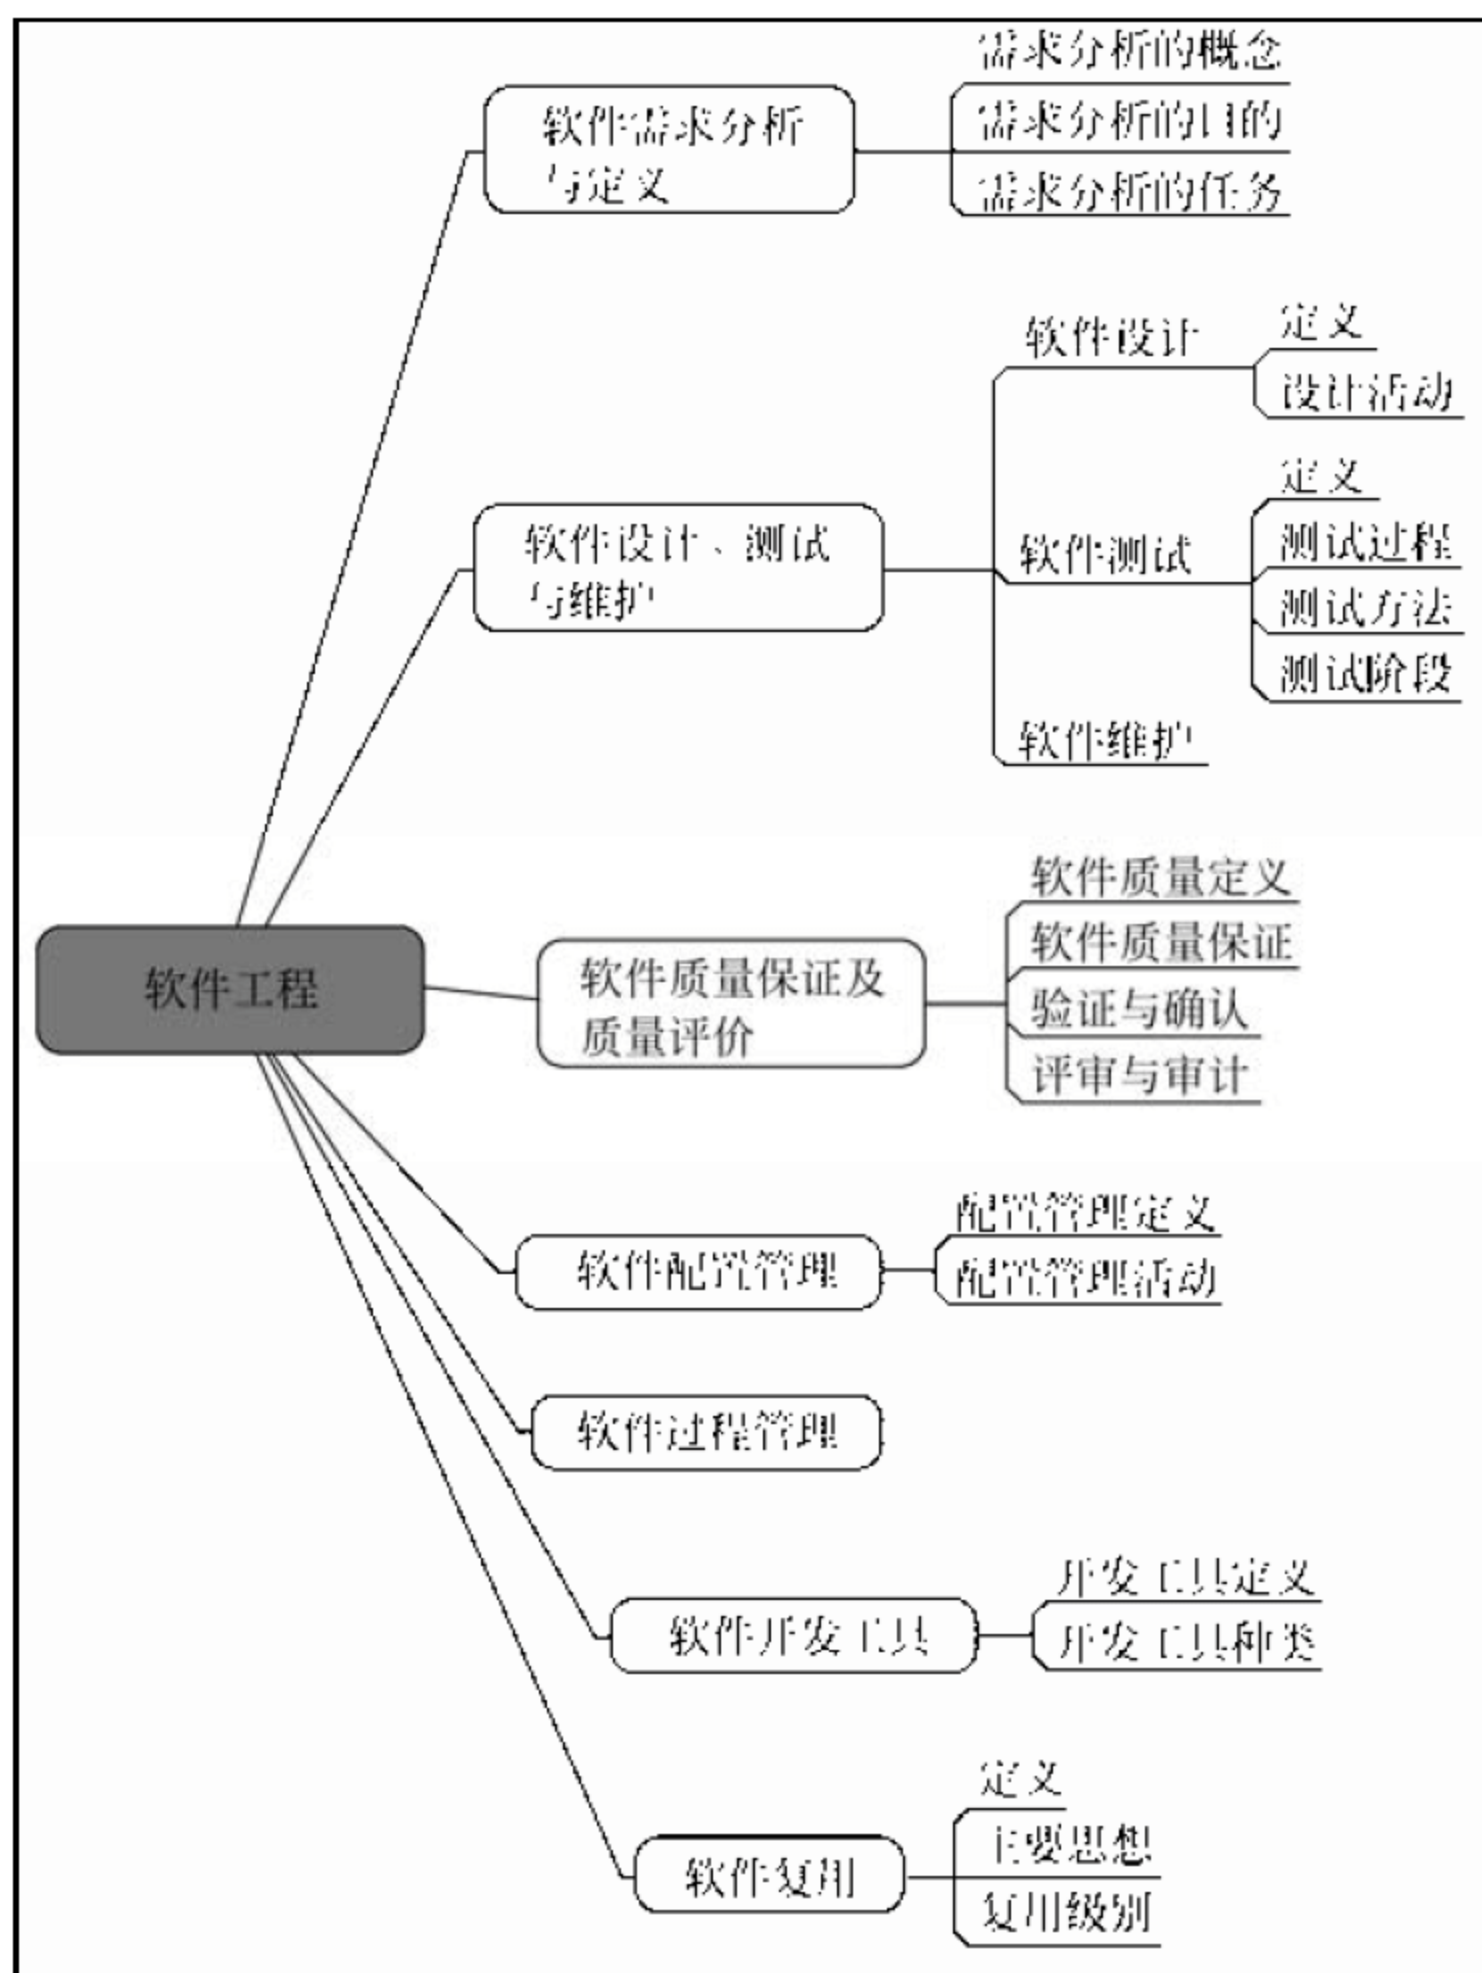 需求分析的概念
软件需求分析
与定义
需求分析的目的
需求分析的任务
软件设计
定义
设计活动
软件设计、测试
与维护
软件测试
定义
测试过程
测试方法
测试阶段
软件维护
软件工程
软件质量保证及
质量评价
软件质量定义
软件质量保证
验证与确认
评审与审计
软件配置管理
配置管理定义
配置管理活动
软件过程管理
软件开发工具
开发工具定义
开发工具种类
软件复用
定义
主要思想
复用级别